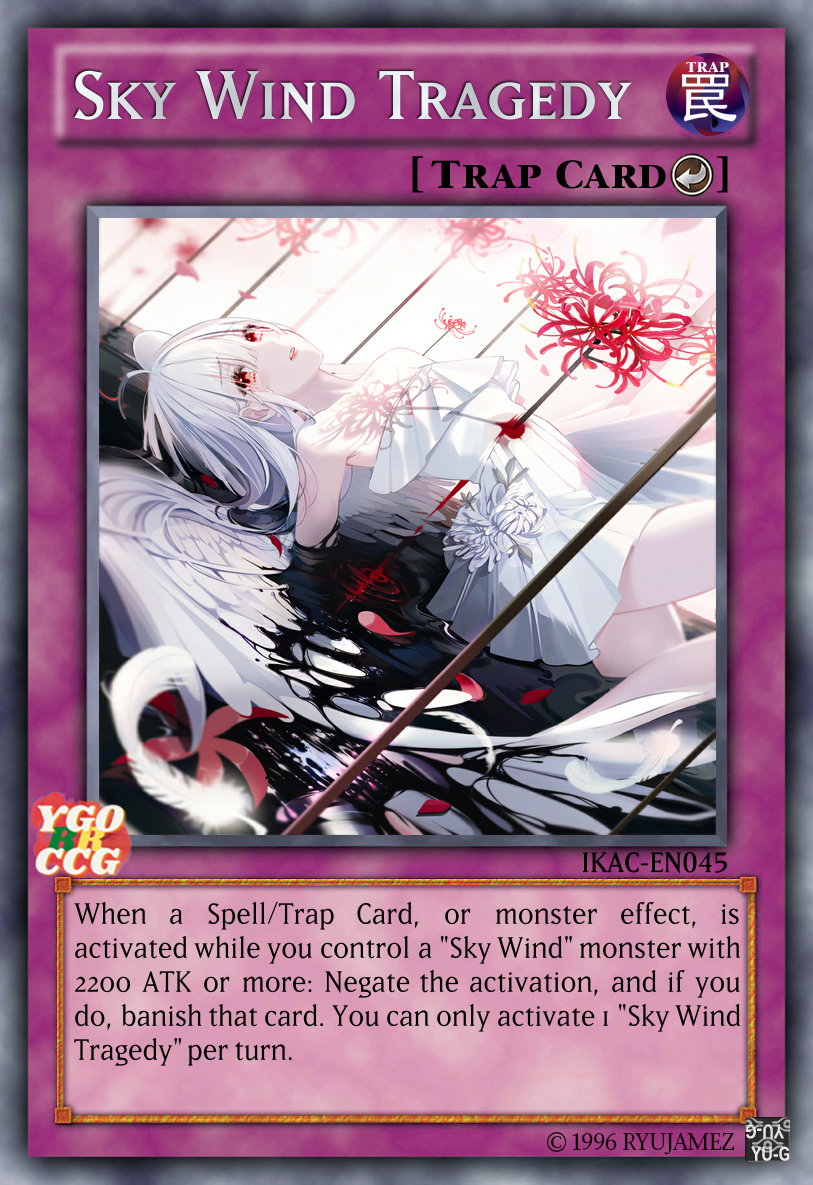 Sky Wind Tragedy
TRAP
罠
[Trap Card]
YGO
RR
CCG
IKAC-EN045
When a Spell/Trap Card, or monster effect, is
activated while you control a "Sky Wind" monster with
2200 ATK or more: Negate the activation, and if you
do, banish that card. You can only activate 1 "Sky Wind
Tragedy" per turn.
© 1996 RYUJAMEZ
YU-G
YU-G